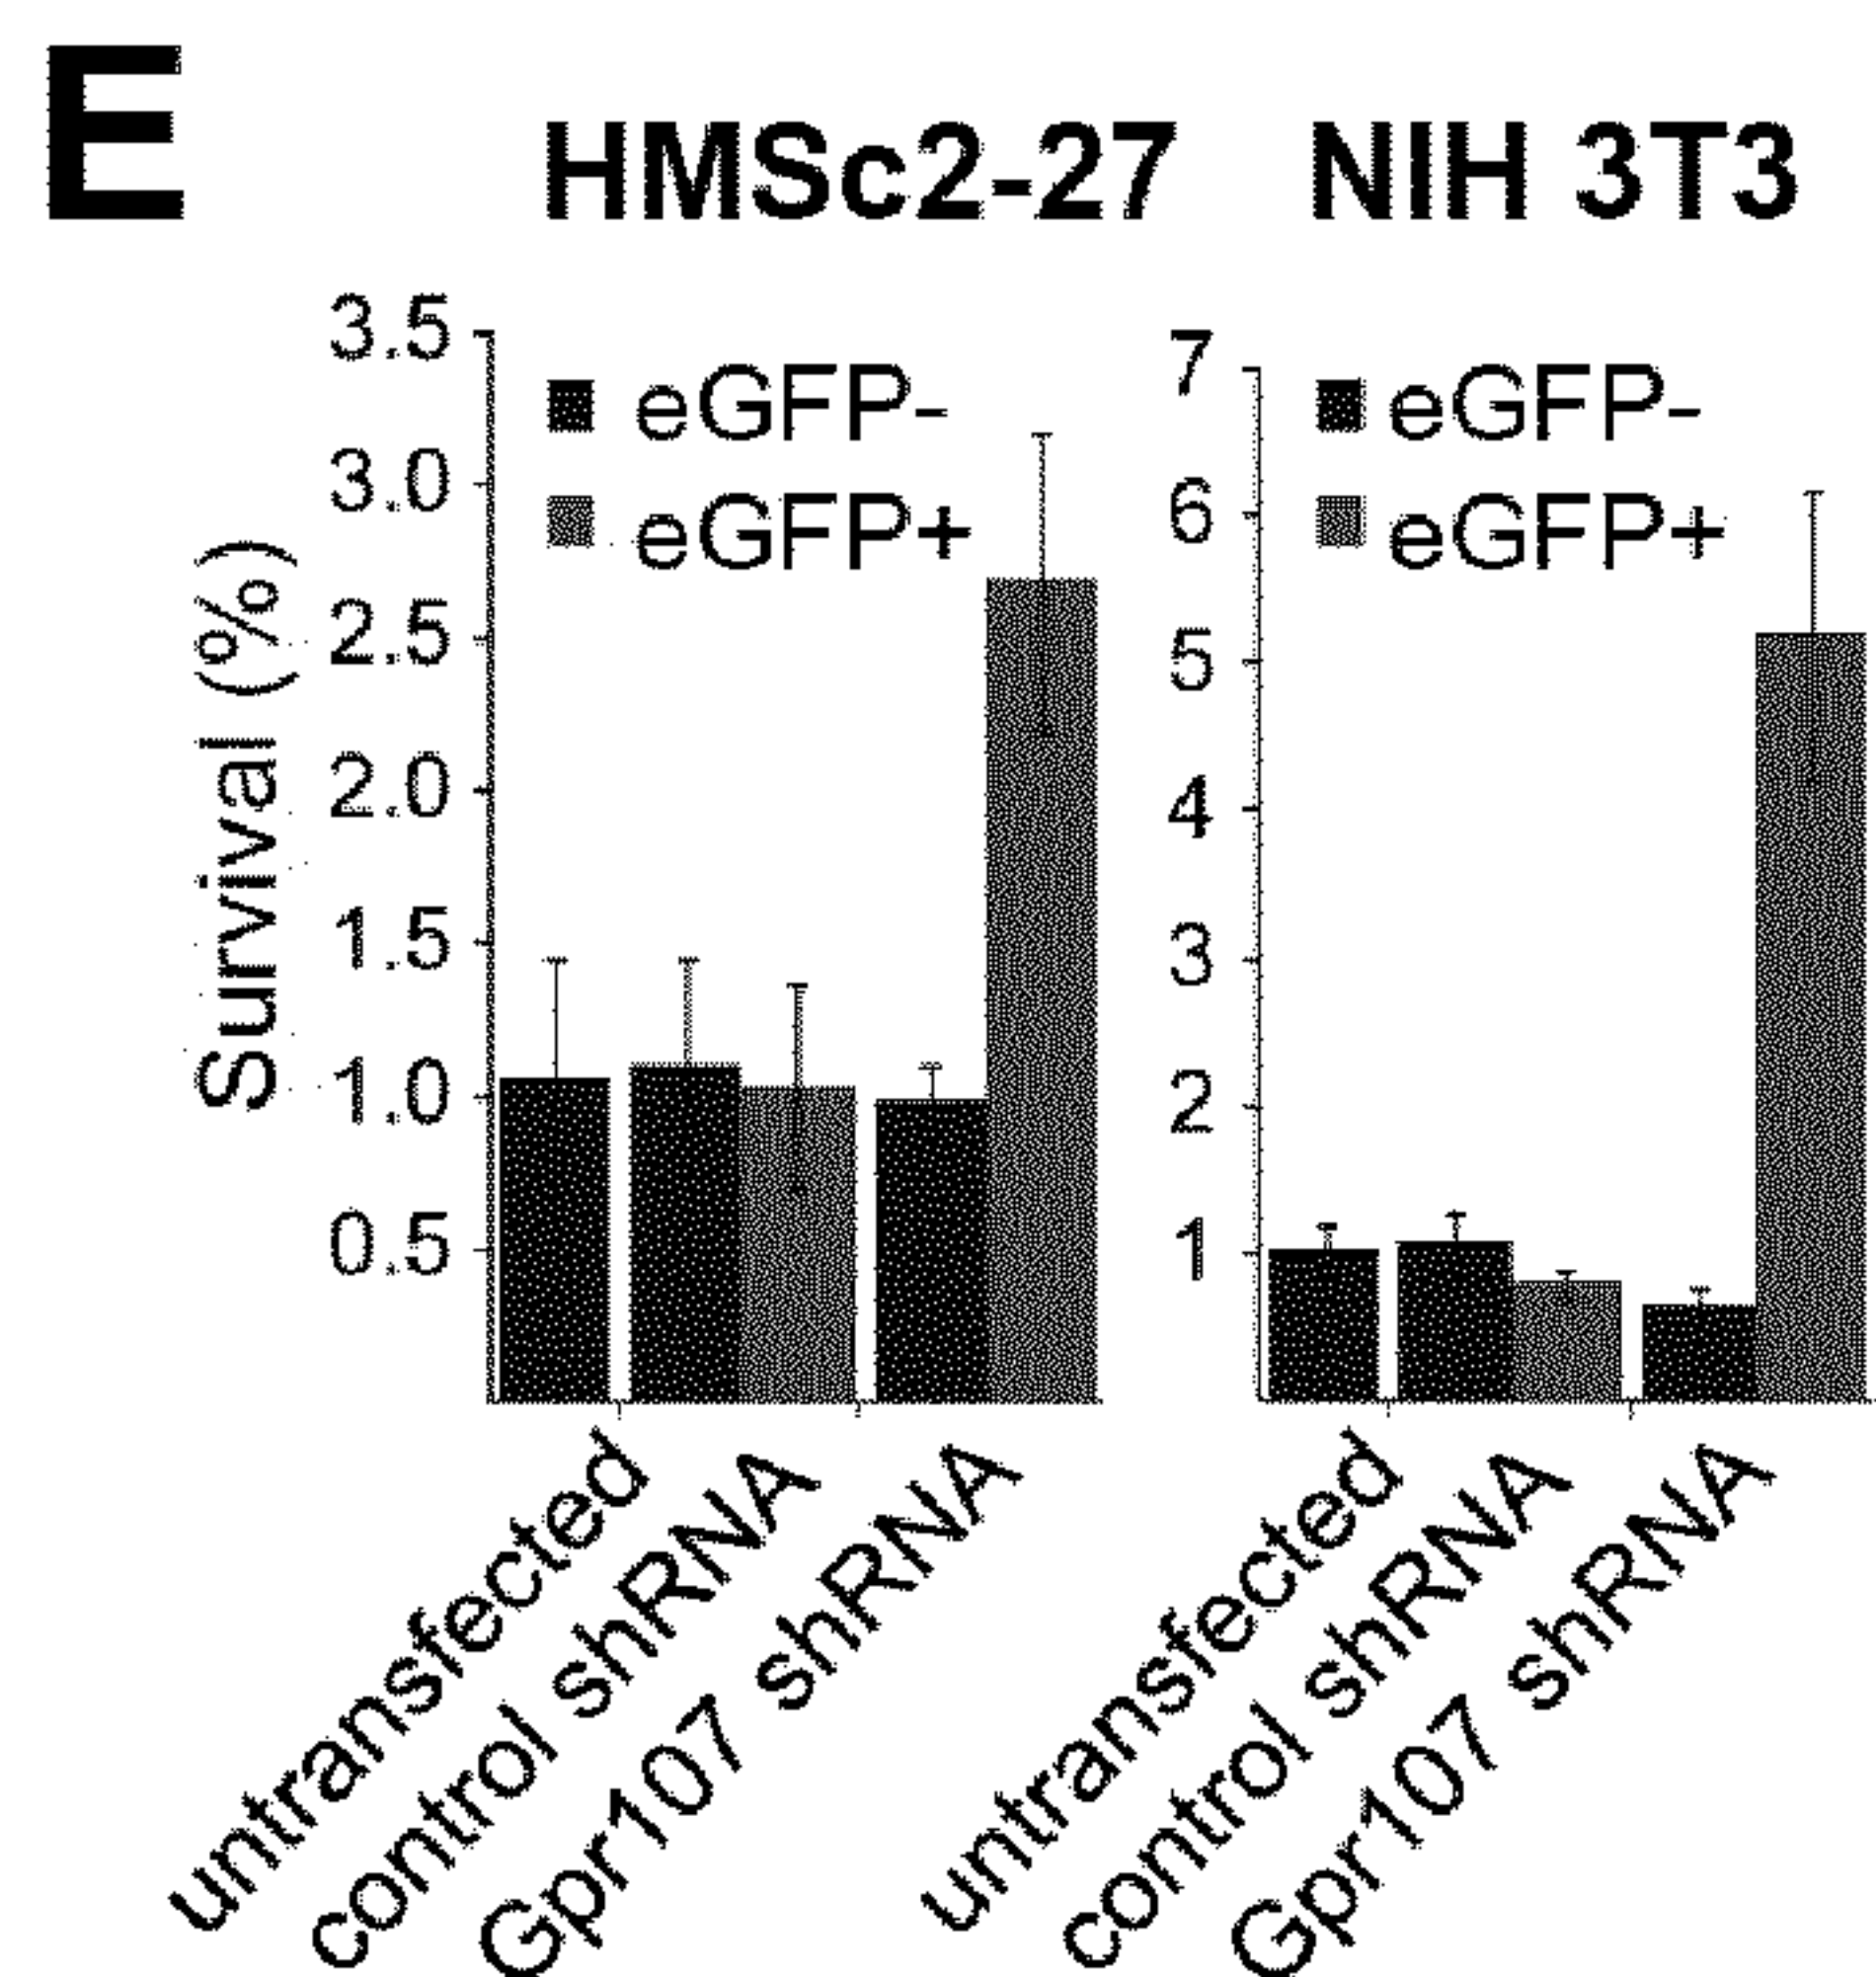 E
HMSc2-27 NIH 3T3
Survival (%)
3.5
3.0
2.5
2.0
1.5
1.0
0.5
eGFP-
eGFP+
untransfected
control shRNA
Gpr107 shRNA
7
6
5
4
3
2
1
eGFP-
eGFP+
untransfected
control shRNA
Gpr107 shRNA